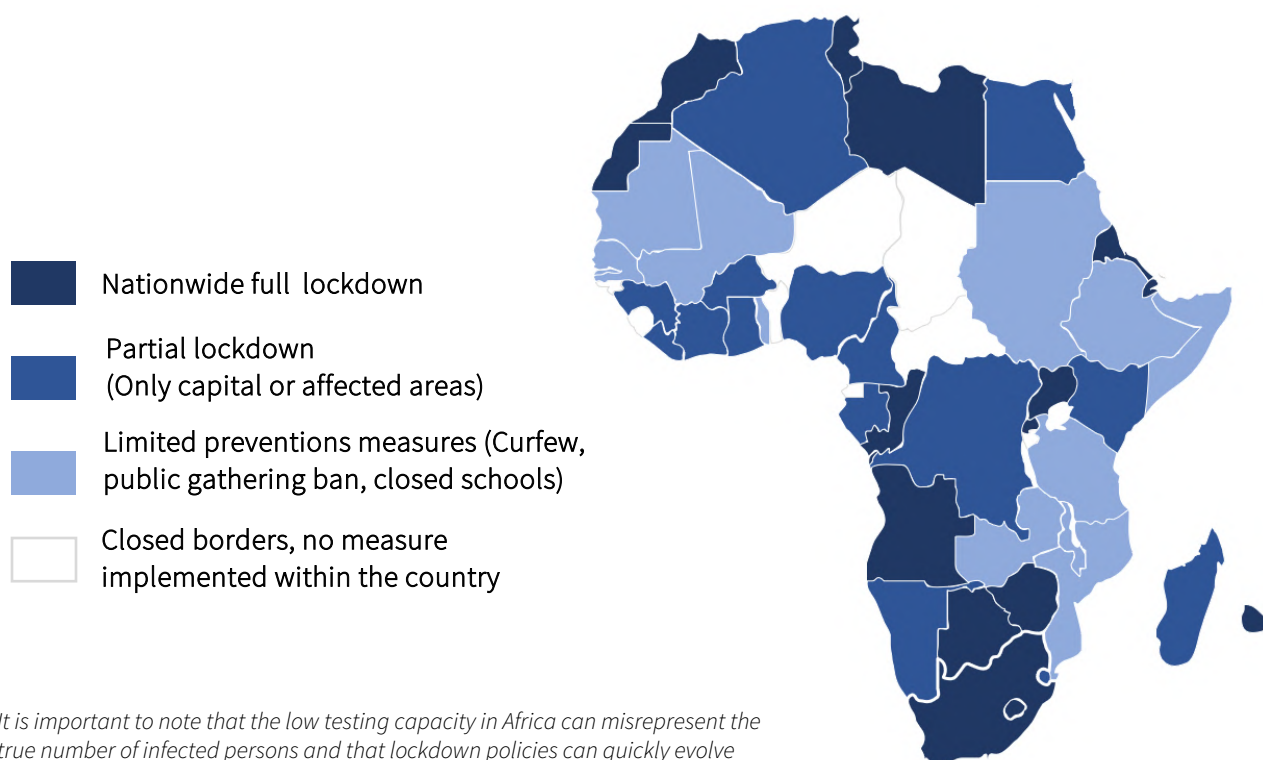 Nationwide full lockdown
Partial lockdown
(Only capital or affected areas)
Limited preventions measures (Curfew,
public gathering ban, closed schools)
Closed borders, no measure
implemented within the country
It is important to note that the low testing capacity in Africa can misrepresent the
true number of infected persons and that lockdown policies can quickly evolve